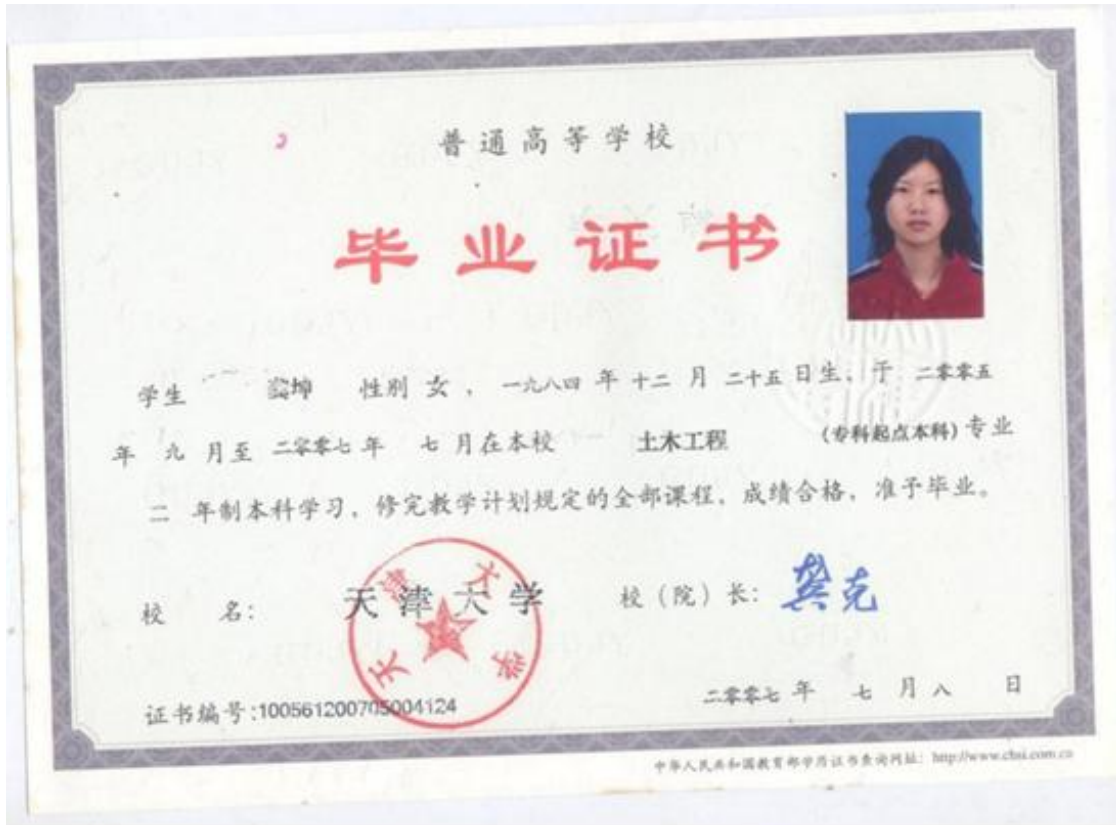 普通高等学校
毕业证书
学生 坤 性别 女 ，一九八四 年 十二 月 二十五 日生，于 二零零五
年 九 月至 二零零七 年 七 月在本校 土木工程 (专科起点本科) 专业
二 年制本科学习，修完教学计划规定的全部课程，成绩合格，准予毕业。
校 名： 天津大学 校（院）长：龚克
天津大学
证书编号:100561200705004124 二零零七 年 七 月 八 日
中华人民共和国教育部学历证书查询网址：http://www.chsi.com.cn